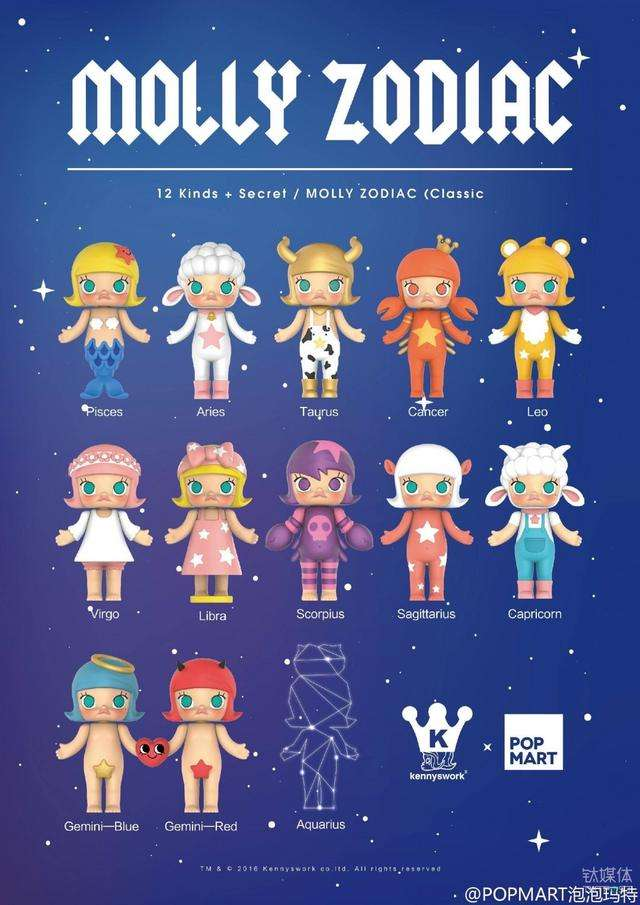 MOLLY ZODIAC
12 Kinds + Secret / MOLLY ZODIAC (Classic
Pisces
Aries
Taurus
Cancer
Leo
Virgo
Libra
Scorpius
Sagittarius
Capricorn
K
kennyswork
POP
MART
Gemini—Blue
Gemini—Red
Aquarius
TM & © 2016 Kennyswork co.ltd. All rights reserved
钛媒体
@POPMART泡泡玛特